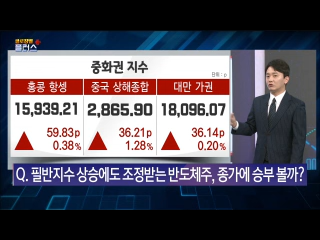 플러스
중화권 지수
단위 : p
홍콩 항셍 중국 상해종합 대만 가권
15,939.21 2,865.90 18,096.07
▲ 59.83p ▲ 36.21p ▲ 36.14p
0.38% 1.28% 0.20%
Q. 필반지수 상승에도 조정받는 반도체주, 종가에 승부 볼까?